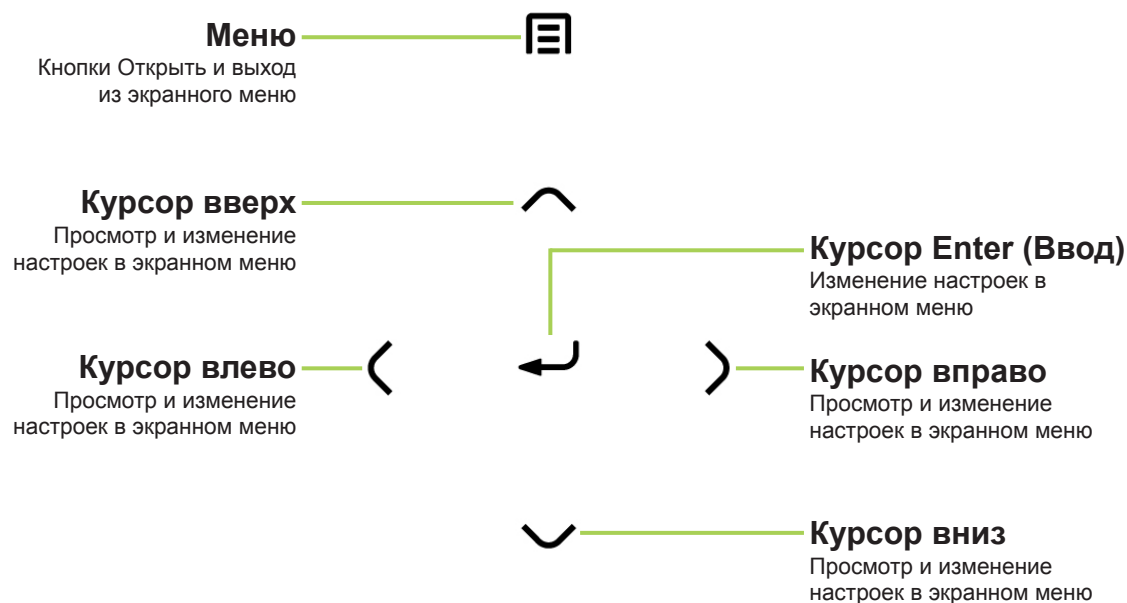 Меню
Кнопки Открыть и выход
из экранного меню
Курсор вверх
Просмотр и изменение
настроек в экранном меню
Курсор Enter (Ввод)
Изменение настроек в
экранном меню
Курсор влево
Просмотр и изменение
настроек в экранном меню
Курсор вправо
Просмотр и изменение
настроек в экранном меню
Курсор вниз
Просмотр и изменение
настроек в экранном меню